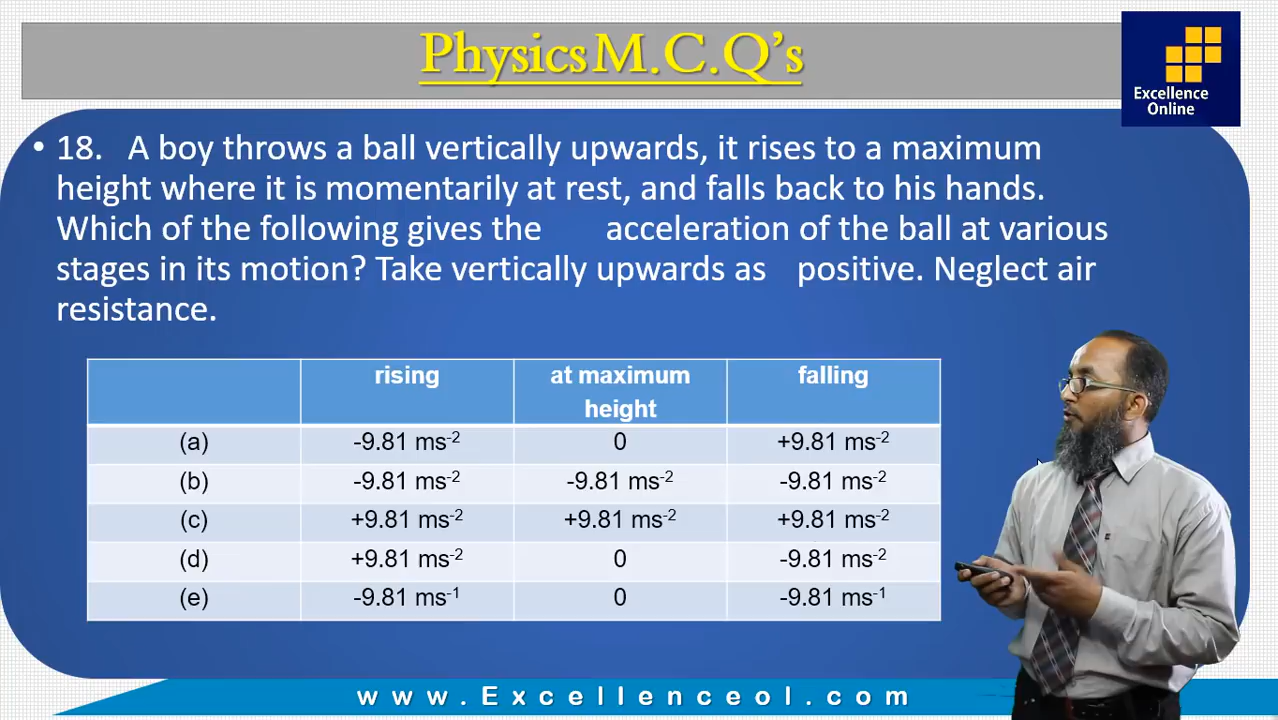 Physics M.C.Q's
Excellence
Online
• 18. A boy throws a ball vertically upwards, it rises to a maximum
height where it is momentarily at rest, and falls back to his hands.
Which of the following gives the acceleration of the ball at various
stages in its motion? Take vertically upwards as positive. Neglect air
resistance.
rising at maximum height falling
(a) -9.81 ms⁻² 0 +9.81 ms⁻²
(b) -9.81 ms⁻² -9.81 ms⁻² -9.81 ms⁻²
(c) +9.81 ms⁻² +9.81 ms⁻² +9.81 ms⁻²
(d) +9.81 ms⁻² 0 -9.81 ms⁻²
(e) -9.81 ms⁻¹ 0 -9.81 ms⁻¹
www.Excellenceol.com